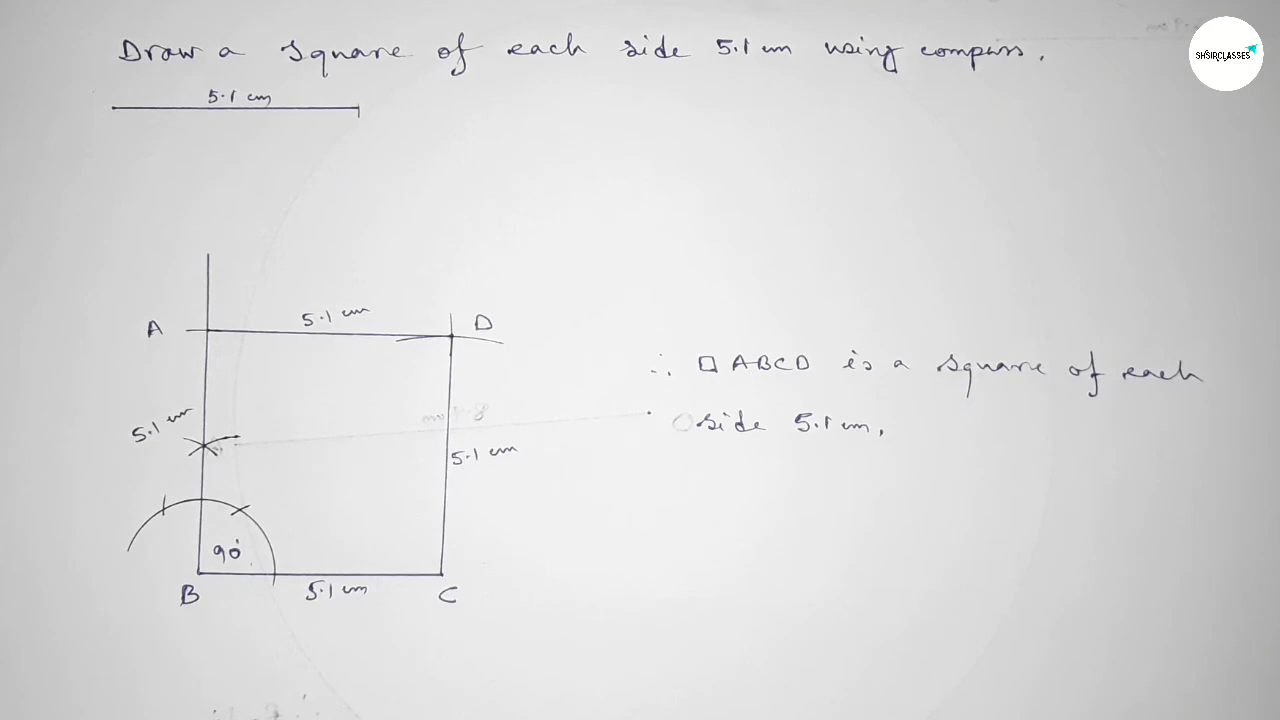 Draw a square of each side 5.1 cm using compass.
SHSIRCLASSES
5.1 cm
A
5.1 cm
D
5.1 cm
5.1 cm
90°
B
5.1 cm
C
∴ □ ABCD is a square of each
side 5.1 cm.